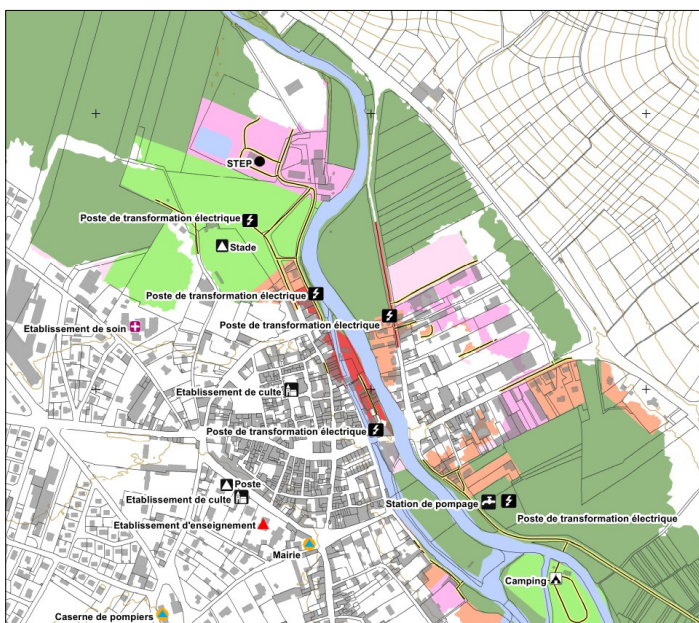 STEP
Poste de transformation électrique
Stade
Poste de transformation électrique
Poste de transformation électrique
Etablissement de soin
Etablissement de culte
Poste de transformation électrique
Poste
Etablissement de culte
Station de pompage
Poste de transformation électrique
Etablissement d'enseignement
Mairie
Camping
Caserne de pompiers